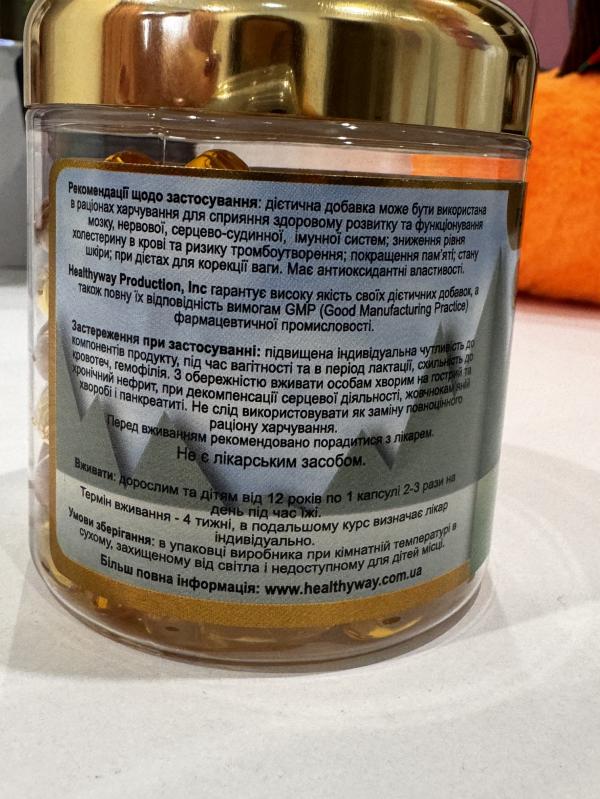 Рекомендації щодо застосування: дієтична добавка може бути використана
в раціонах харчування для сприяння здоровому розвитку та функціонування
мозку, нервової, серцево-судинної, імунної систем; зниження рівня
холестерину в крові та ризику тромбоутворення; покращення пам'яті; стану
шкіри; при дієтах для корекції ваги. Має антиоксидантні властивості.
Healthyway Production, Inc гарантує високу якість своїх дієтичних добавок, а
також повну їх відповідність вимогам GMP (Good Manufacturing Practice)
фармацевтичної промисловості.
Застереження при застосуванні: підвищена індивідуальна чутливість до
компонентів продукту, під час вагітності та в період лактації, схильність до
кровотеч, гемофілія. З обережністю вживати особам хворим на гострий та
хронічний нефрит, при декомпенсації серцевої діяльності, жовчнокам'яній
хворобі і панкреатиті. Не слід використовувати як заміну повноцінного
раціону харчування.
Перед вживанням рекомендовано порадитися з лікарем.
Не є лікарським засобом.
Вживати: дорослим та дітям від 12 років по 1 капсулі 2-3 рази на
день під час їжі.
Термін вживання - 4 тижні, в подальшому курс визначає лікар
індивідуально.
Умови зберігання: в упаковці виробника при кімнатній температурі в
сухому, захищеному від світла і недоступному для дітей місці.
Більш повна інформація: www.healthyway.com.ua